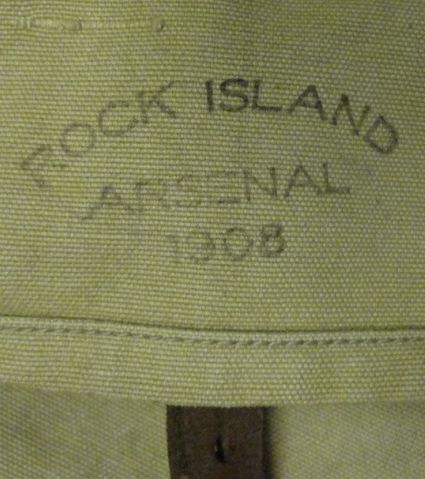 ROCK ISLAND
ARSENAL
1908